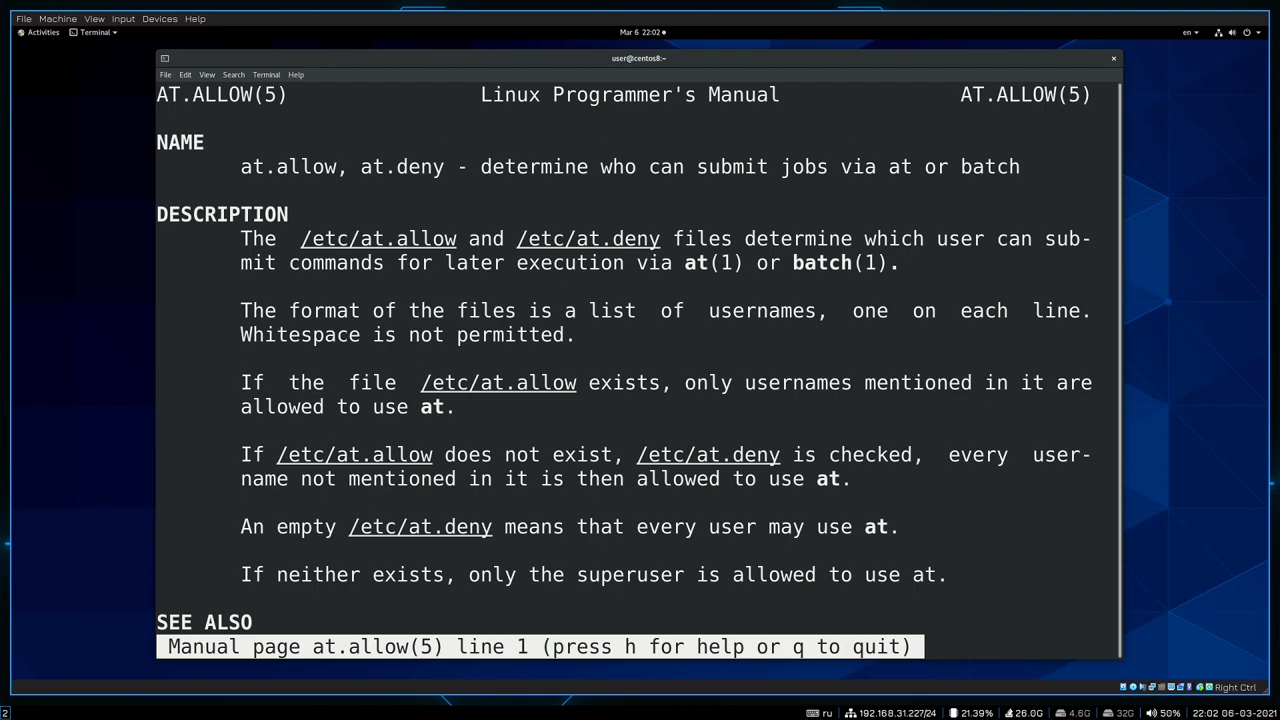 File Machine View Input Devices Help
Activities Terminal Mar 6 22:02 en
user@centos8:~
File Edit View Search Terminal Help
AT.ALLOW(5) Linux Programmer's Manual AT.ALLOW(5)
NAME
at.allow, at.deny - determine who can submit jobs via at or batch
DESCRIPTION
The /etc/at.allow and /etc/at.deny files determine which user can sub-
mit commands for later execution via at(1) or batch(1).
The format of the files is a list of usernames, one on each line.
Whitespace is not permitted.
If the file /etc/at.allow exists, only usernames mentioned in it are
allowed to use at.
If /etc/at.allow does not exist, /etc/at.deny is checked, every user-
name not mentioned in it is then allowed to use at.
An empty /etc/at.deny means that every user may use at.
If neither exists, only the superuser is allowed to use at.
SEE ALSO
Manual page at.allow(5) line 1 (press h for help or q to quit)
Right Ctrl
2 ru 192.168.31.227/24 21.39% 26.0G 4.6G 32G 50% 22:02 06-03-2021